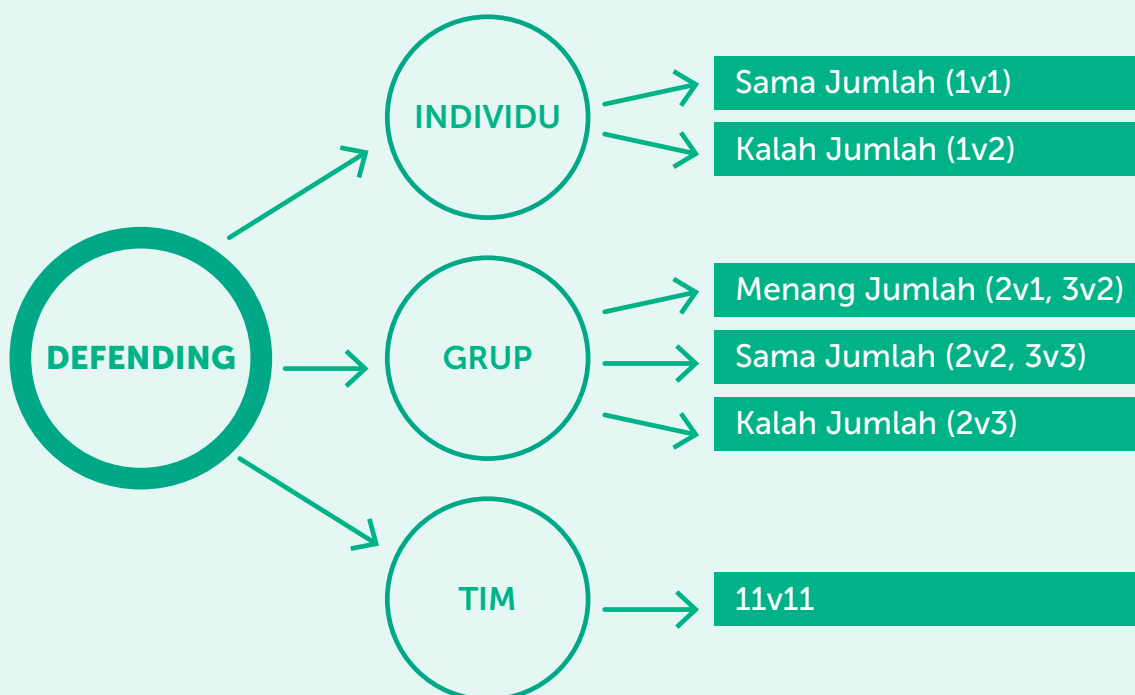 DEFENDING
INDIVIDU
Sama Jumlah (1v1)
Kalah Jumlah (1v2)
GRUP
Menang Jumlah (2v1, 3v2)
Sama Jumlah (2v2, 3v3)
Kalah Jumlah (2v3)
TIM
11v11